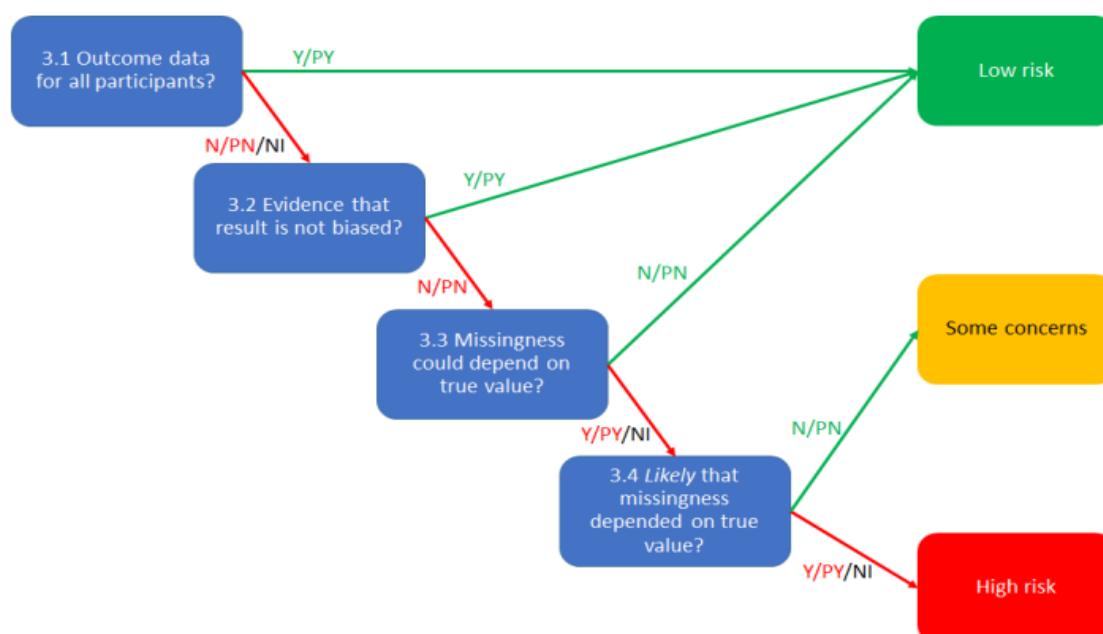 3.1 Outcome data
for all participants?
Y/PY
Low risk
N/PN/NI
3.2 Evidence that
result is not biased?
Y/PY
N/PN
N/PN
3.3 Missingness
could depend on
true value?
Some concerns
Y/PY/NI
N/PN
3.4 Likely that
missingness
depended on true
value?
Y/PY/NI
High risk